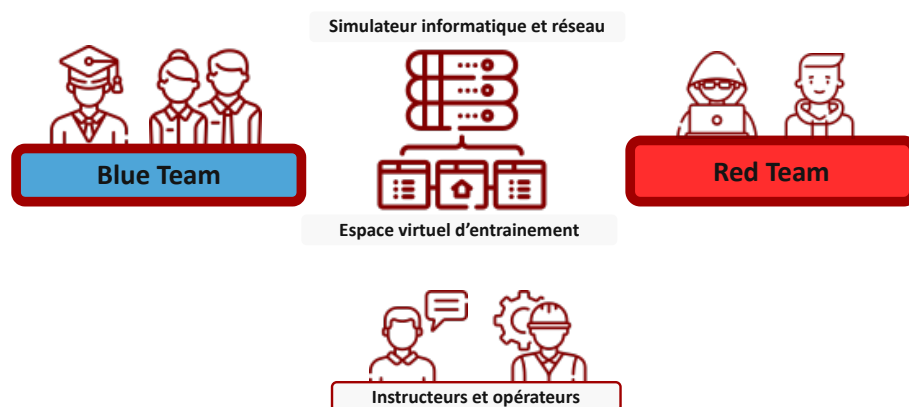 Simulateur informatique et réseau
Blue Team
Red Team
Espace virtuel d’entrainement
Instructeurs et opérateurs